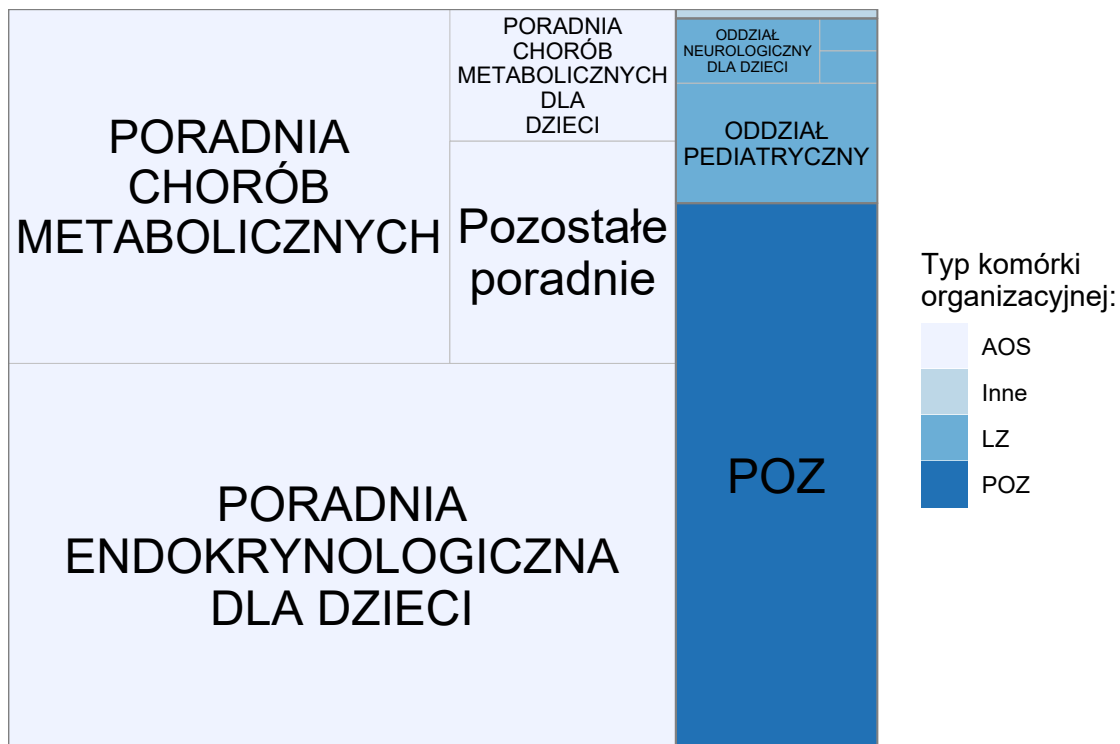 PORADNIA
CHORÓB
METABOLICZNYCH
PORADNIA
CHORÓB
METABOLICZNYCH
DLA
DZIECI
Pozostałe
poradnie
PORADNIA
ENDOKRYNOLOGICZNA
DLA DZIECI
ODDZIAŁ
NEUROLOGICZNY
DLA DZIECI
ODDZIAŁ
PEDIATRYCZNY
POZ
Typ komórki
organizacyjnej:
AOS
Inne
LZ
POZ